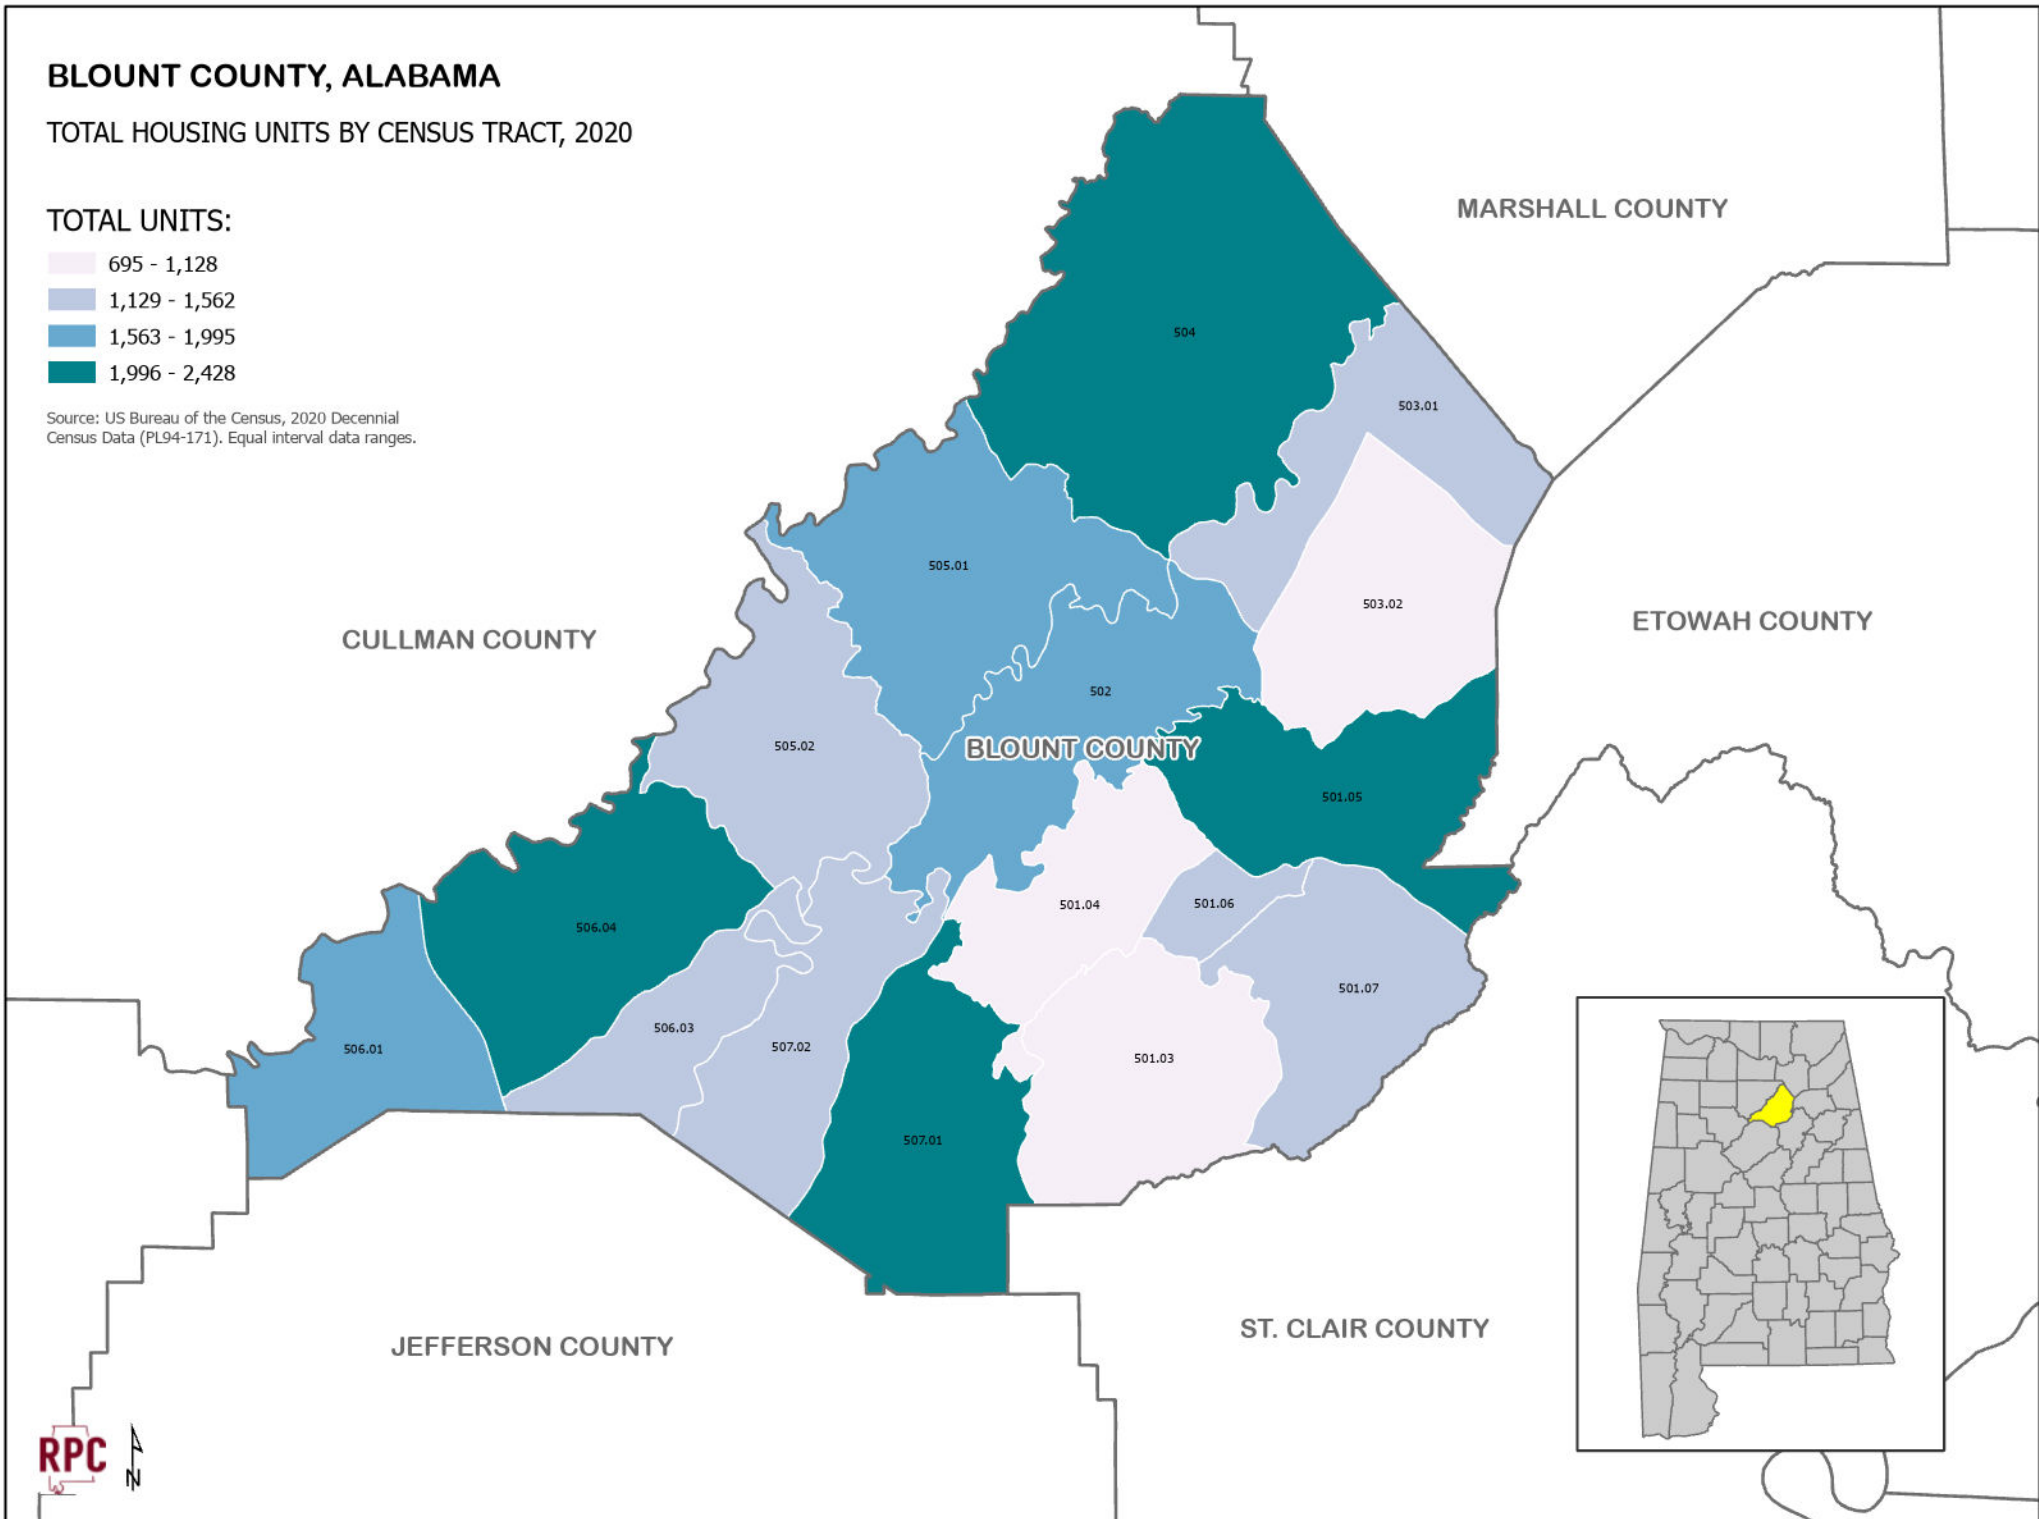 BLOUNT COUNTY, ALABAMA
TOTAL HOUSING UNITS BY CENSUS TRACT, 2020
TOTAL UNITS:
695 - 1,128
1,129 - 1,562
1,563 - 1,995
1,996 - 2,428
Source: US Bureau of the Census, 2020 Decennial
Census Data (PL94-171). Equal interval data ranges.
MARSHALL COUNTY
504
503.01
505.01
503.02
ETOWAH COUNTY
CULLMAN COUNTY
502
505.02
BLOUNT COUNTY
501.05
501.04
501.06
506.04
501.07
506.03
507.02
506.01
501.03
507.01
ST. CLAIR COUNTY
JEFFERSON COUNTY
RPC
N